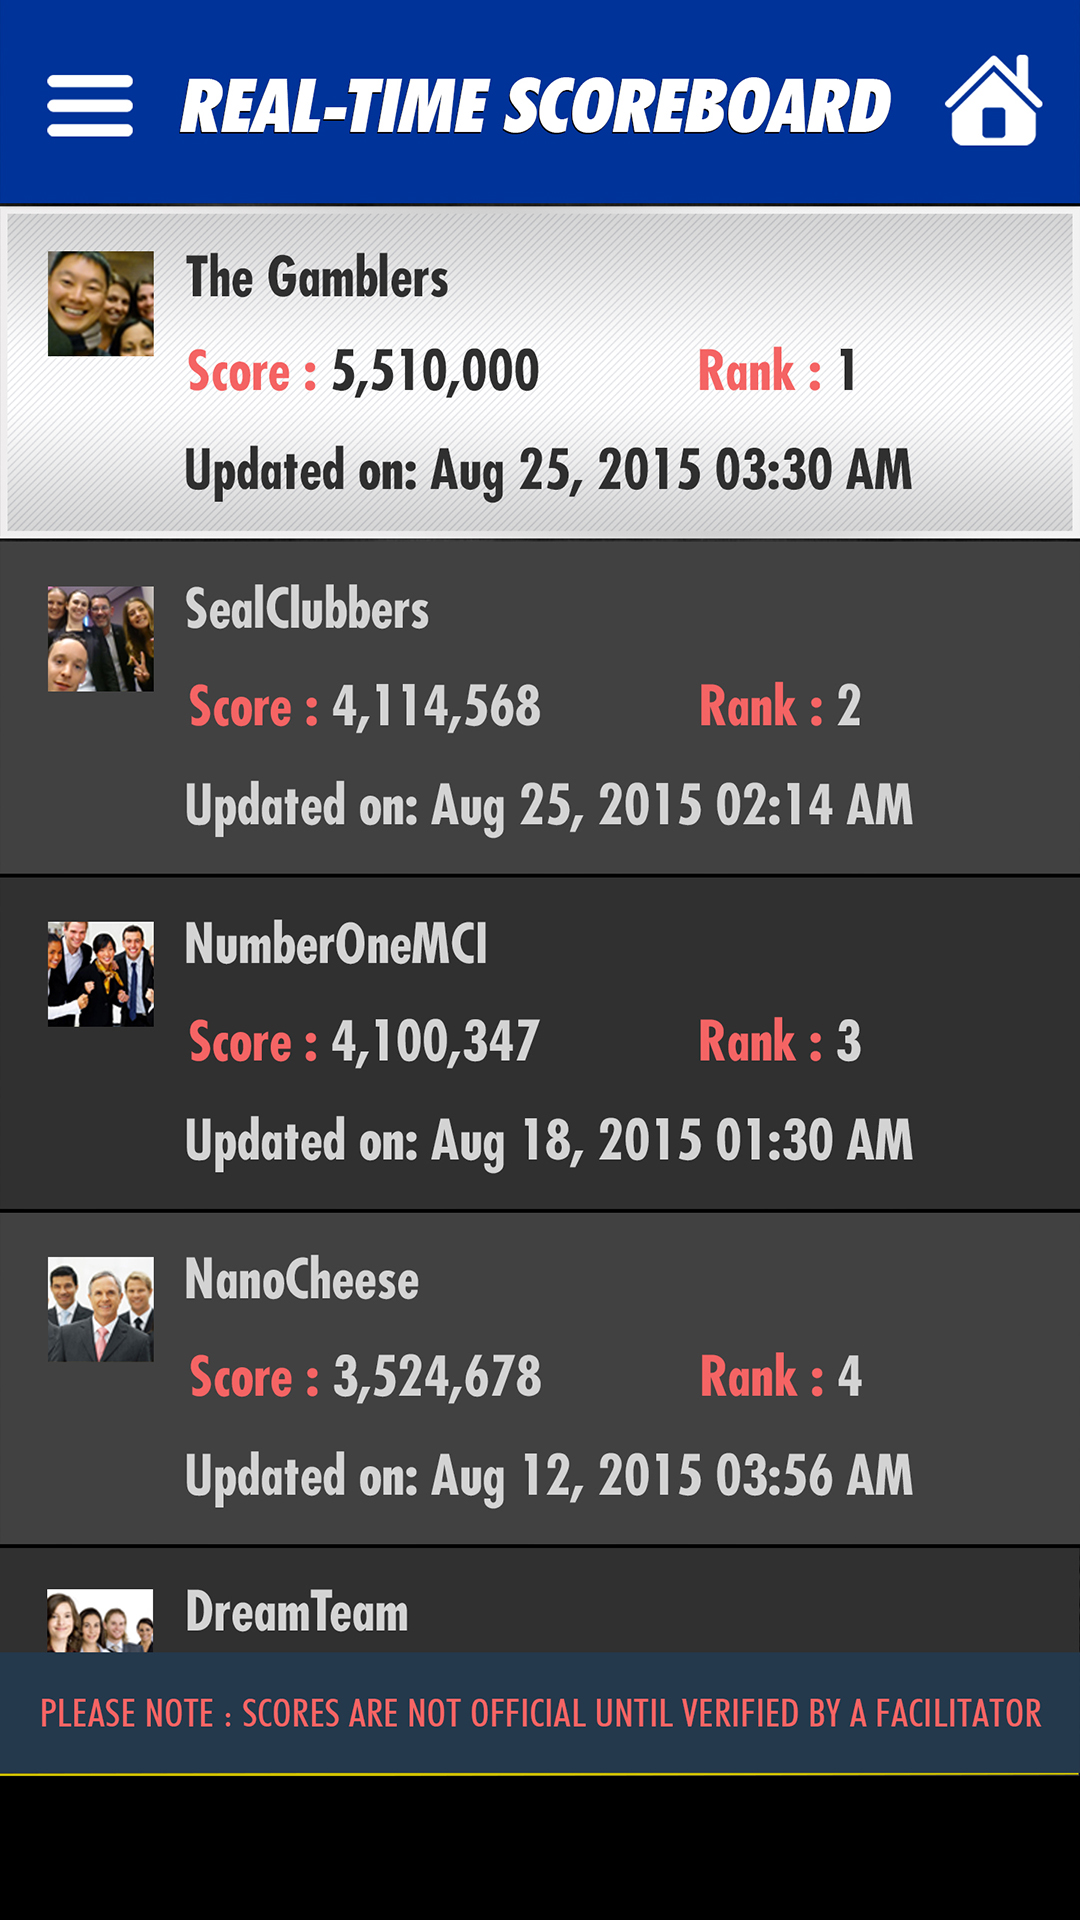 REAL-TIME SCOREBOARD
The Gamblers
Score : 5,510,000 Rank : 1
Updated on: Aug 25, 2015 03:30 AM
SealClubbers
Score : 4,114,568 Rank : 2
Updated on: Aug 25, 2015 02:14 AM
NumberOneMCI
Score : 4,100,347 Rank : 3
Updated on: Aug 18, 2015 01:30 AM
NanoCheese
Score : 3,524,678 Rank : 4
Updated on: Aug 12, 2015 03:56 AM
DreamTeam
PLEASE NOTE : SCORES ARE NOT OFFICIAL UNTIL VERIFIED BY A FACILITATOR